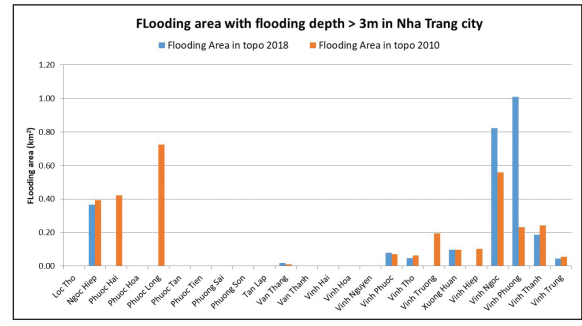 FLooding area with flooding depth > 3m in Nha Trang city
Flooding Area in topo 2018 Flooding Area in topo 2010
FLooding area (km²)
1.20
1.00
0.80
0.60
0.40
0.20
0.00
Loc Tho
Ngoc Hiep
Phuoc Hai
Phuoc Hoa
Phuoc Long
Phuoc Tan
Phuoc Tien
Phuong Sai
Phuong Son
Tan Lap
Van Thang
Van Thanh
Vinh Hai
Vinh Hoa
Vinh Nguyen
Vinh Phuoc
Vinh Tho
Vinh Truong
Xuong Huan
Vinh Hiep
Vinh Ngoc
Vinh Phuong
Vinh Thanh
Vinh Trung